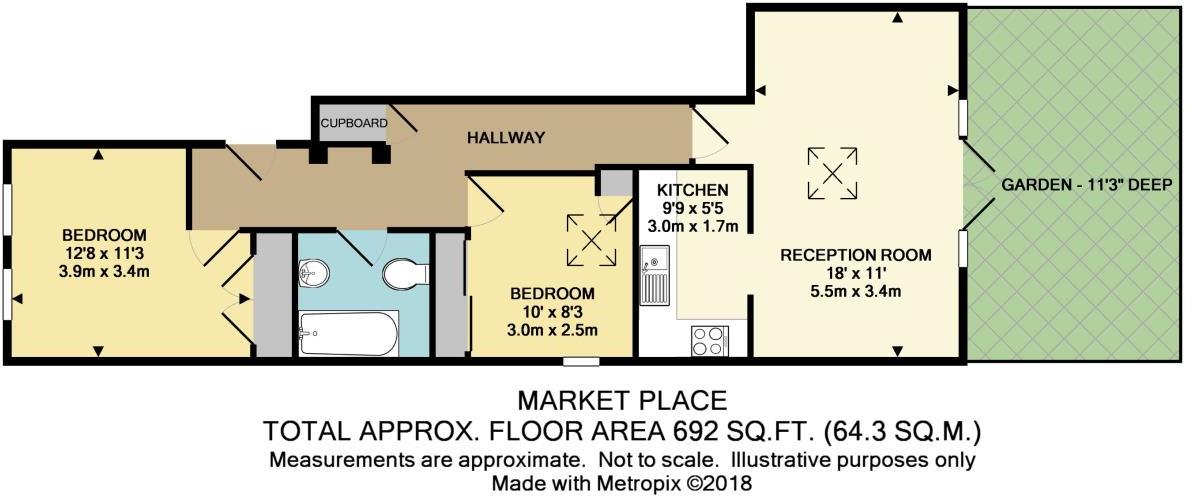 CUPBOARD
HALLWAY
BEDROOM
12'8 x 11'3
3.9m x 3.4m
BEDROOM
10' x 8'3
3.0m x 2.5m
KITCHEN
9'9 x 5'5
3.0m x 1.7m
RECEPTION ROOM
18' x 11'
5.5m x 3.4m
GARDEN - 11'3" DEEP
MARKET PLACE
TOTAL APPROX. FLOOR AREA 692 SQ.FT. (64.3 SQ.M.)
Measurements are approximate. Not to scale. Illustrative purposes only
Made with Metropix ©2018